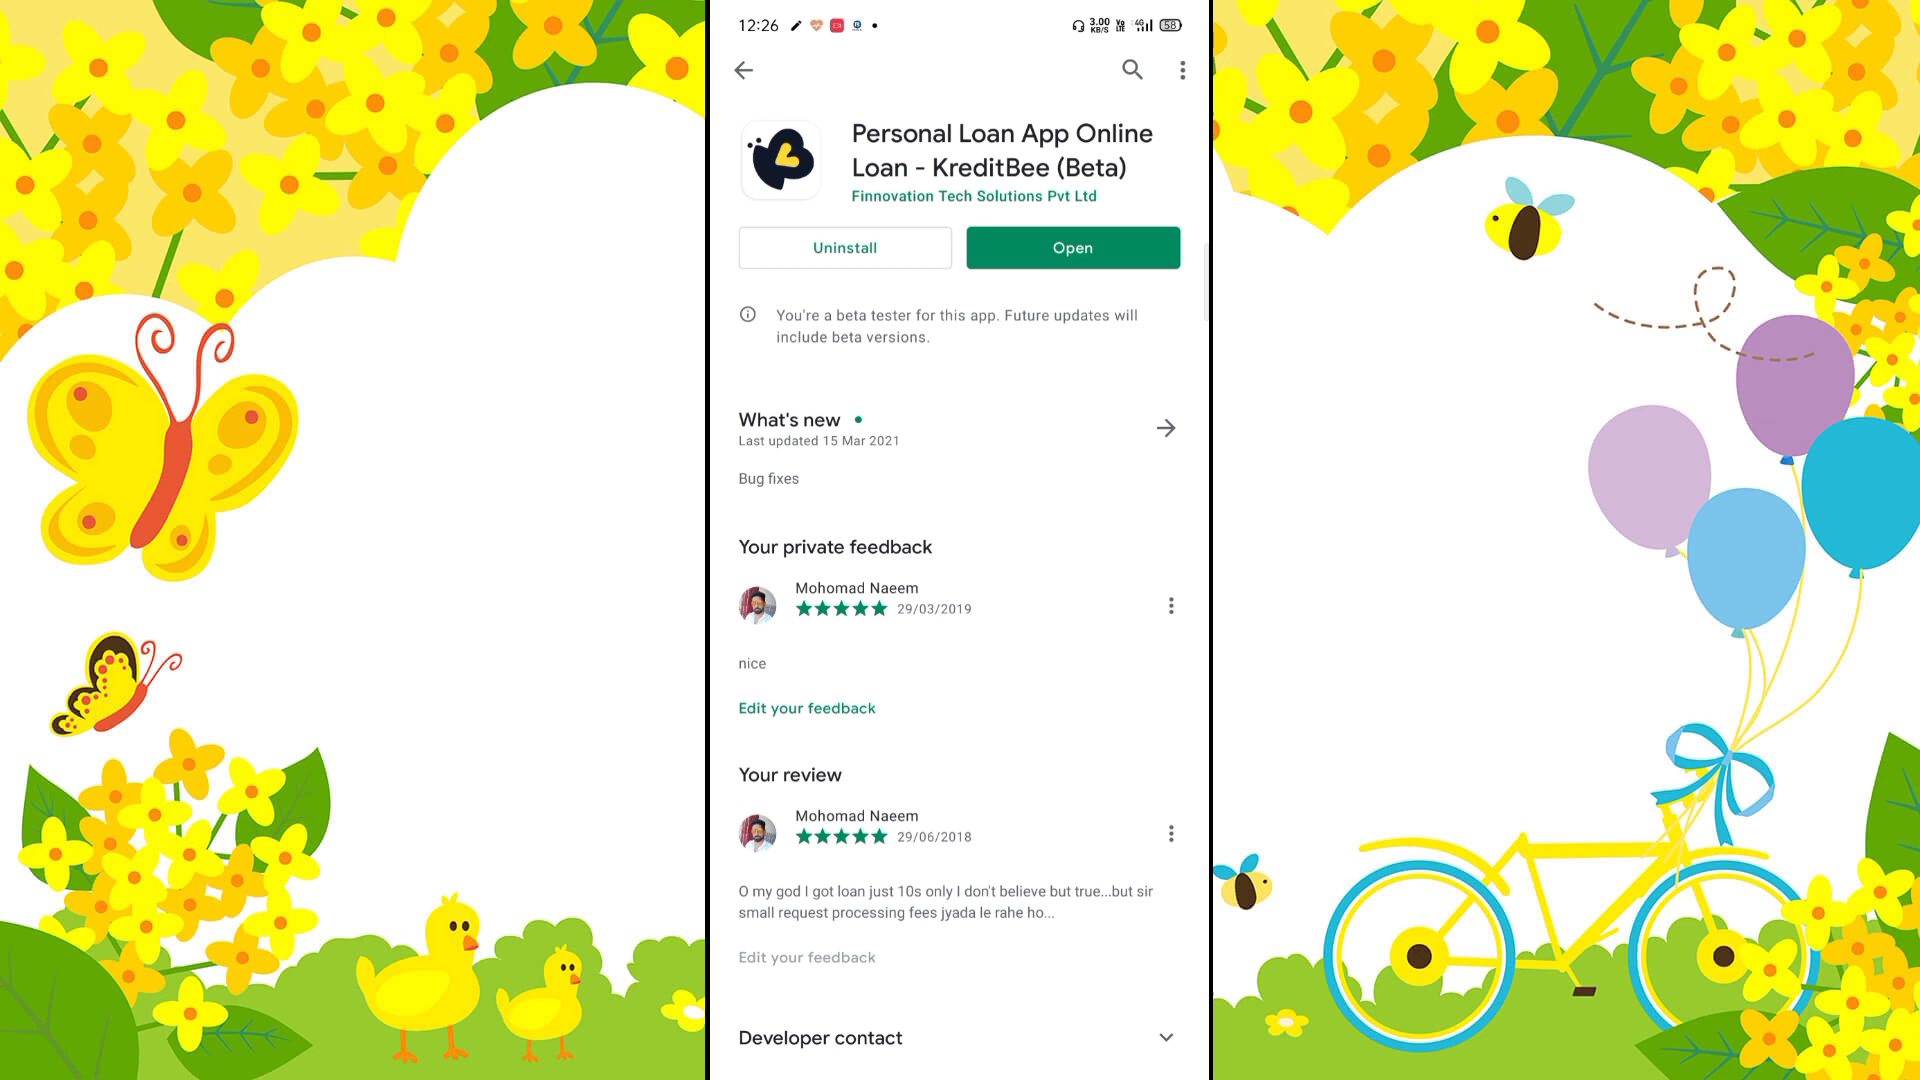 12:26
3.00
KB/S
Vo
LTE
4G
58
Personal Loan App Online
Loan - KreditBee (Beta)
Finnovation Tech Solutions Pvt Ltd
Uninstall
Open
You're a beta tester for this app. Future updates will
include beta versions.
What's new
Last updated 15 Mar 2021
Bug fixes
Your private feedback
Mohomad Naeem
29/03/2019
nice
Edit your feedback
Your review
Mohomad Naeem
29/06/2018
O my god I got loan just 10s only I don't believe but true...but sir
small request processing fees jyada le rahe ho...
Edit your feedback
Developer contact